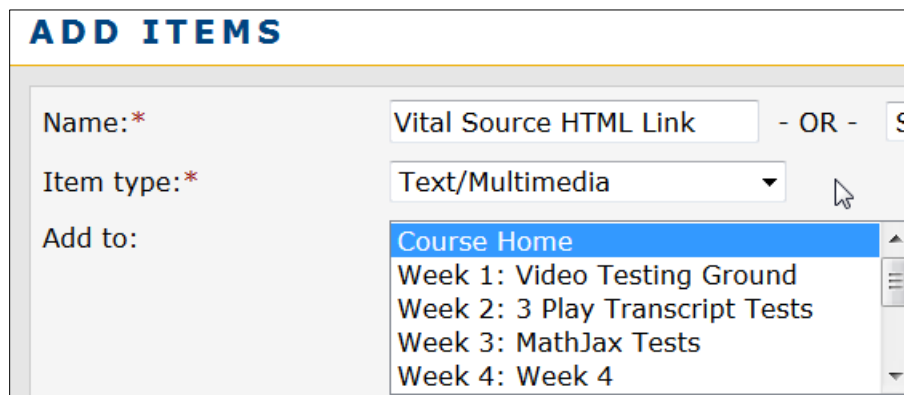 ADD ITEMS
Name:* Vital Source HTML Link - OR - S
Item type:* Text/Multimedia
Add to:
Course Home
Week 1: Video Testing Ground
Week 2: 3 Play Transcript Tests
Week 3: MathJax Tests
Week 4: Week 4